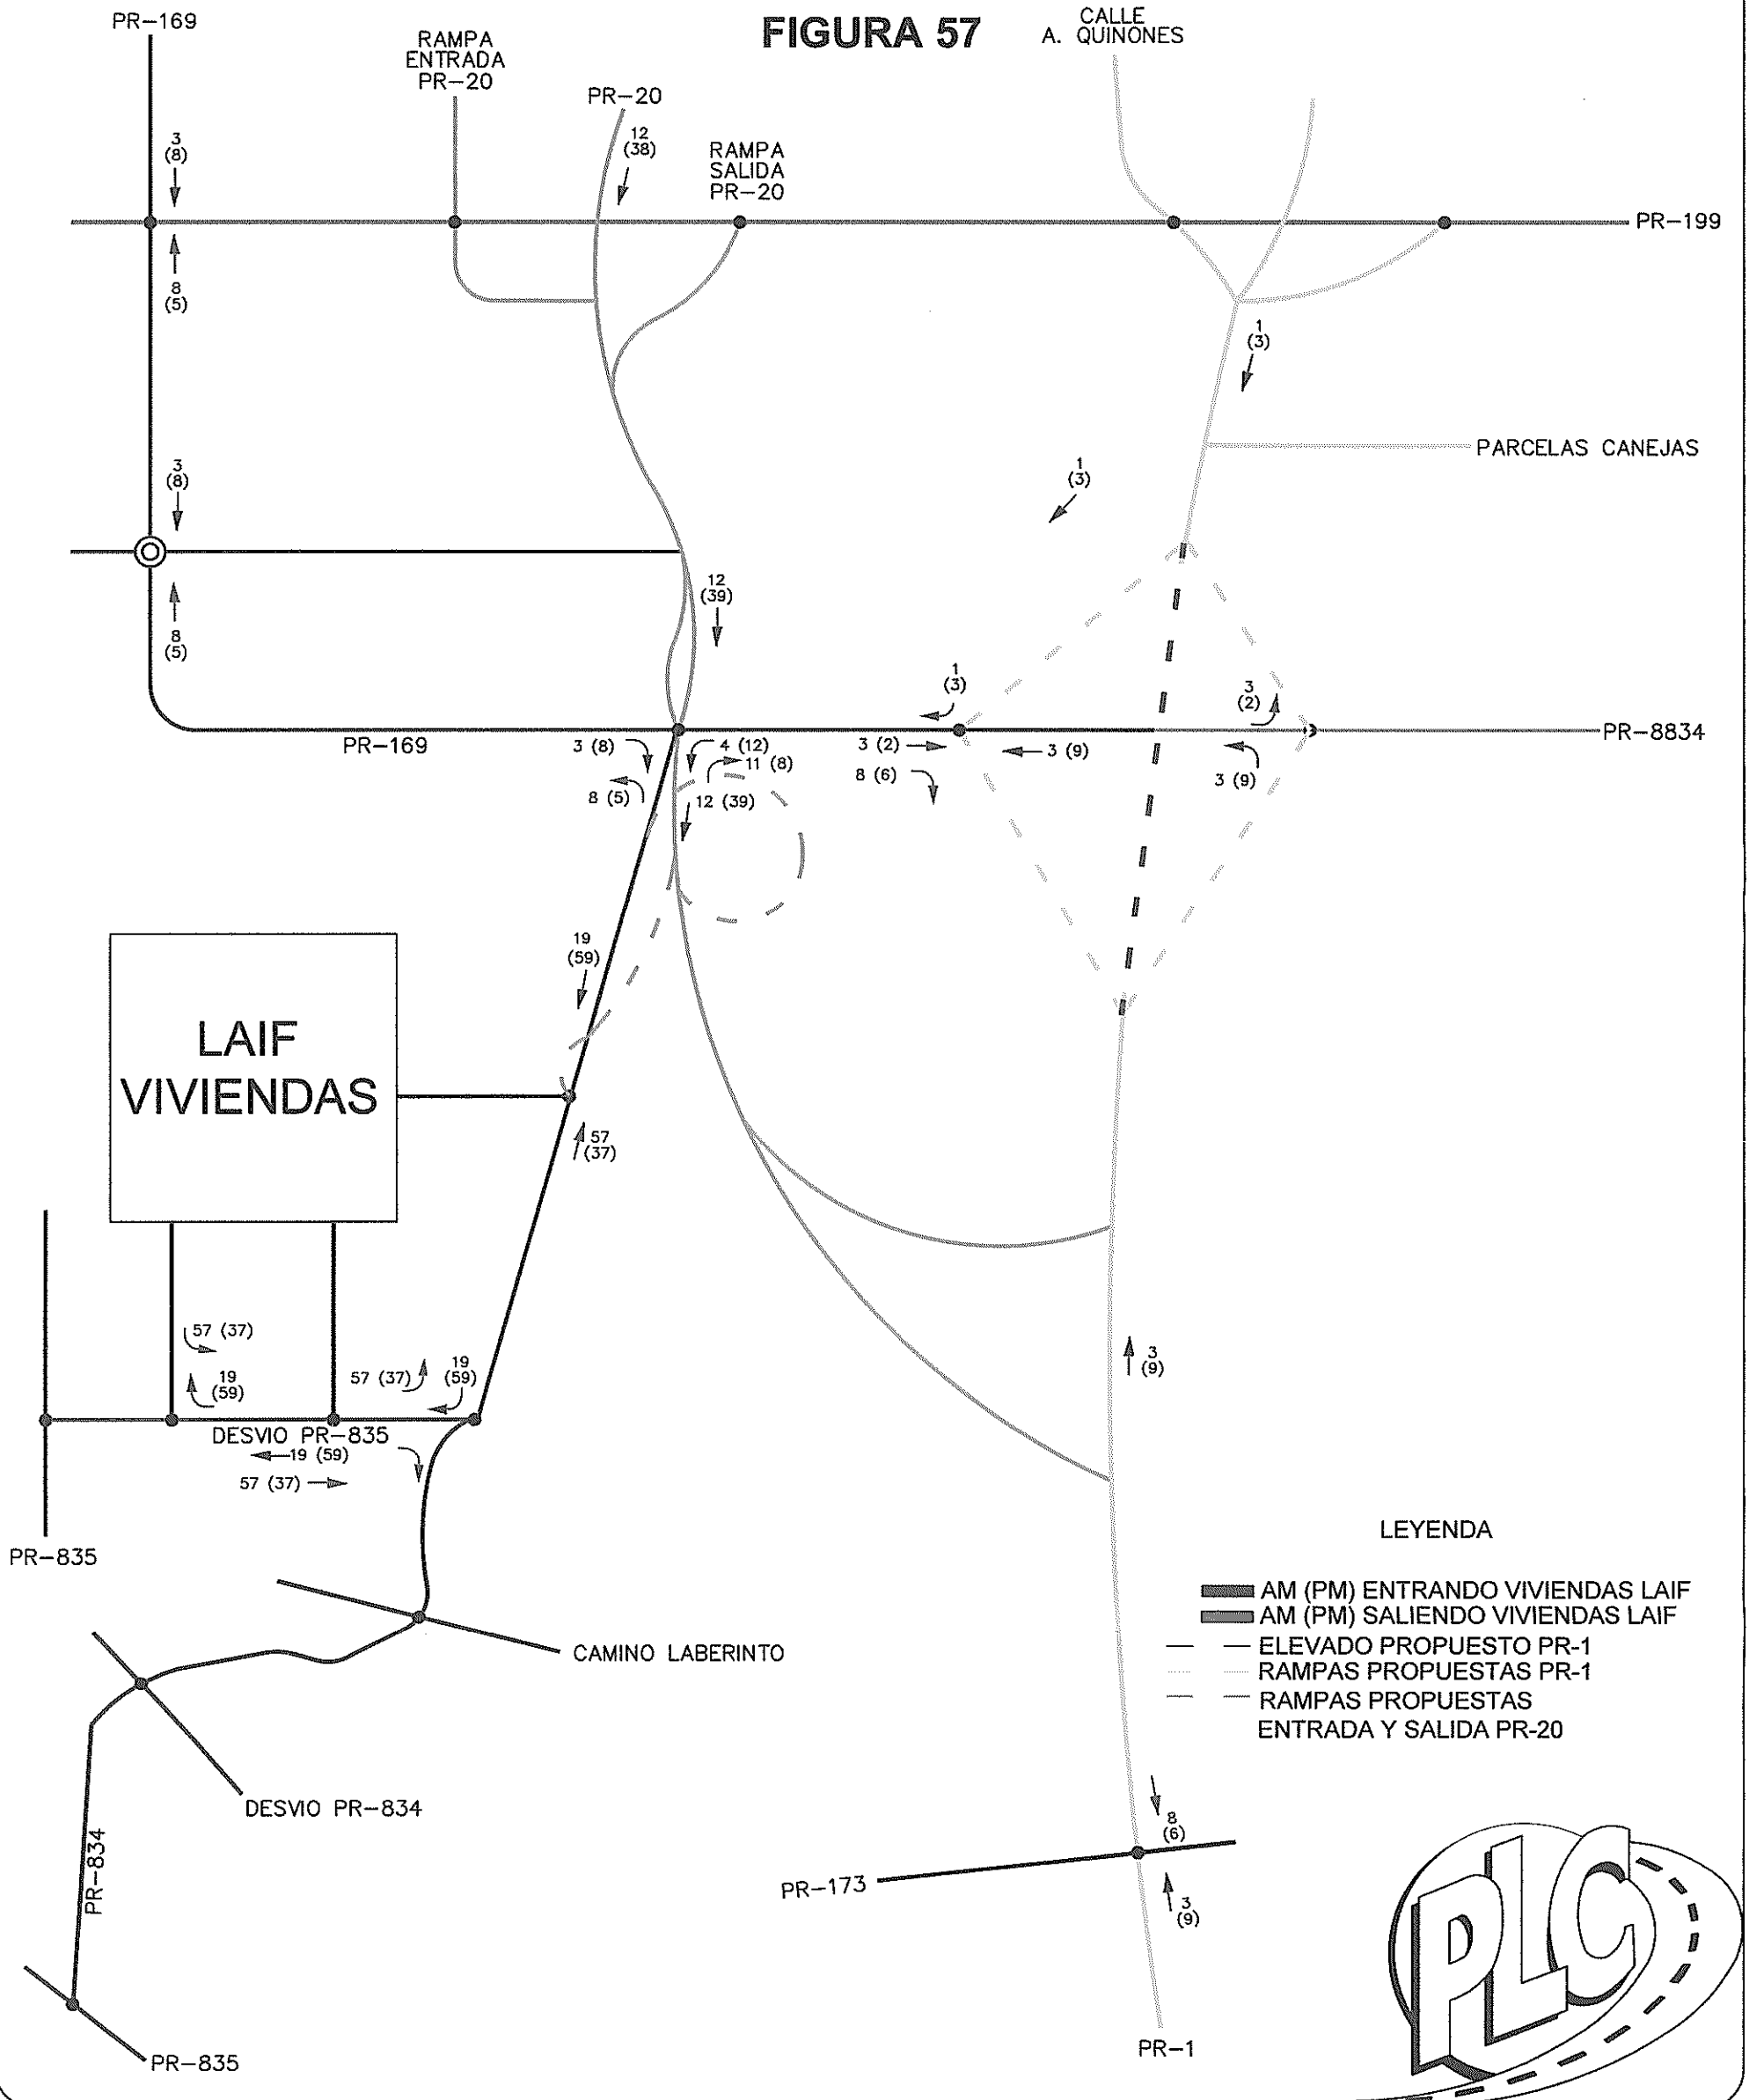 FIGURA 57
PR-169
RAMPA
ENTRADA
PR-20
PR-20
12
(38)
RAMPA
SALIDA
PR-20
CALLE
A. QUINONES
3
(8)
PR-199
8
(5)
1
(3)
PARCELAS CANEJAS
3
(8)
1
(3)
12
(39)
8
(5)
1
(3)
3
(2)
PR-169
PR-8834
3 (8)
4 (12)
11 (8)
3 (2)
3 (9)
8 (6)
3 (9)
8 (5)
12 (39)
19
(59)
LAIF
VIVIENDAS
57
(37)
57 (37)
19
(59)
57 (37)
19
(59)
3
(9)
DESVIO PR-835
19 (59)
57 (37)
PR-835
LEYENDA
AM (PM) ENTRANDO VIVIENDAS LAIF
AM (PM) SALIENDO VIVIENDAS LAIF
ELEVADO PROPUESTO PR-1
RAMPAS PROPUESTAS PR-1
RAMPAS PROPUESTAS
ENTRADA Y SALIDA PR-20
CAMINO LABERINTO
DESVIO PR-834
PR-834
8
(6)
PR-173
3
(9)
PR-835
PR-1
PLC